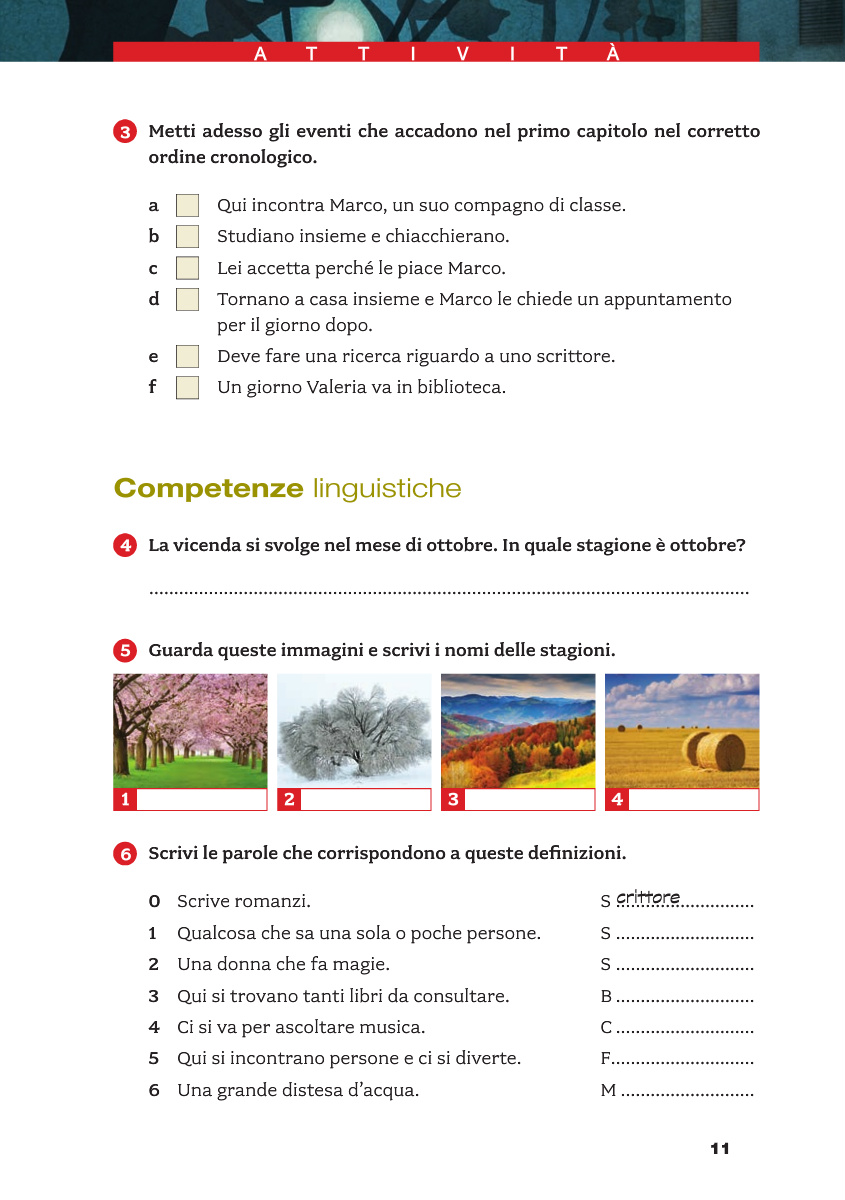 ATTIVITÀ
3 Metti adesso gli eventi che accadono nel primo capitolo nel corretto
ordine cronologico.
a Qui incontra Marco, un suo compagno di classe.
b Studiano insieme e chiacchierano.
c Lei accetta perché le piace Marco.
d Tornano a casa insieme e Marco le chiede un appuntamento
per il giorno dopo.
e Deve fare una ricerca riguardo a uno scrittore.
f Un giorno Valeria va in biblioteca.
Competenze linguistiche
4 La vicenda si svolge nel mese di ottobre. In quale stagione è ottobre?
................................................................................
5 Guarda queste immagini e scrivi i nomi delle stagioni.
1 2 3 4
6 Scrivi le parole che corrispondono a queste definizioni.
0 Scrive romanzi. S crittore............................
1 Qualcosa che sa una sola o poche persone. S ............................
2 Una donna che fa magie. S ............................
3 Qui si trovano tanti libri da consultare. B ............................
4 Ci si va per ascoltare musica. C ............................
5 Qui si incontrano persone e ci si diverte. F............................
6 Una grande distesa d'acqua. M ...........................
11